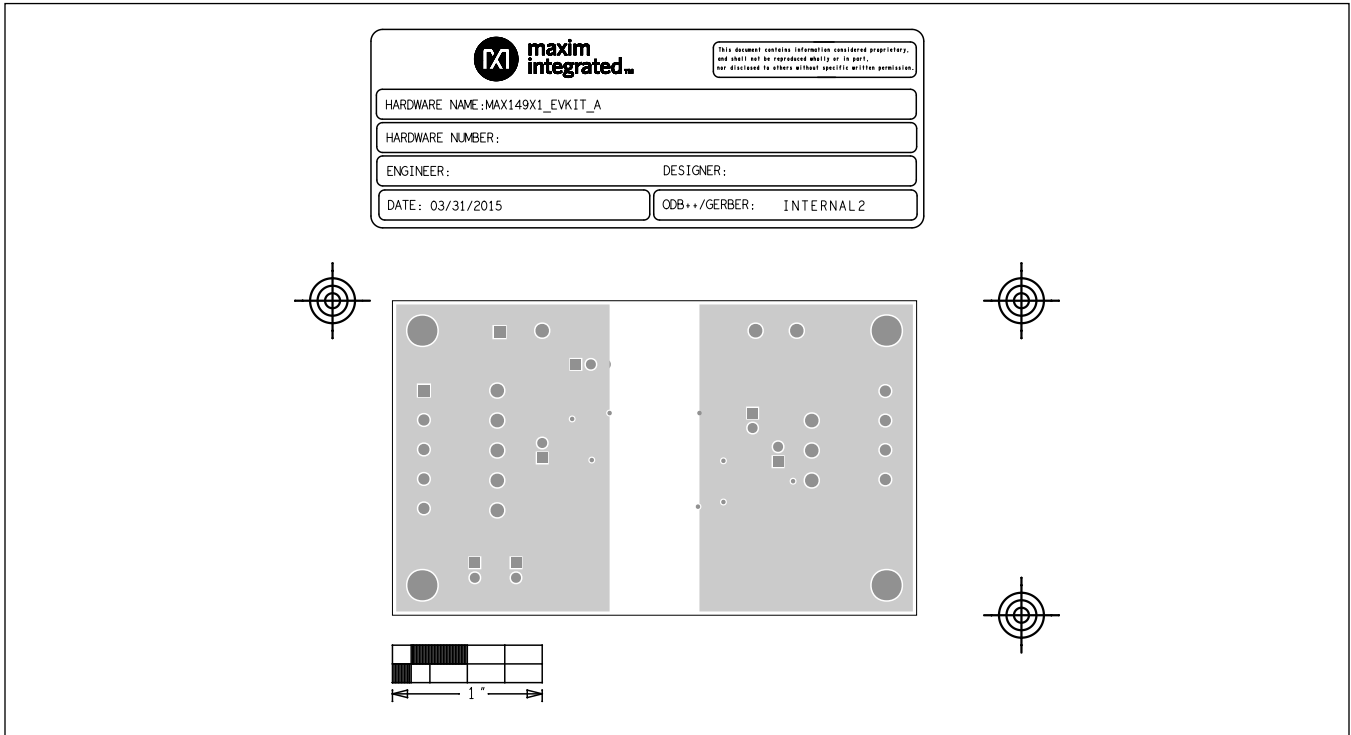 maxim
integrated™
This document contains information considered proprietary,
and shall not be reproduced wholly or in part,
nor disclosed to others without specific written permission.
HARDWARE NAME:MAX149X1_EVKIT_A
HARDWARE NUMBER:
ENGINEER: DESIGNER:
DATE: 03/31/2015 ODB++/GERBER: INTERNAL2
1"